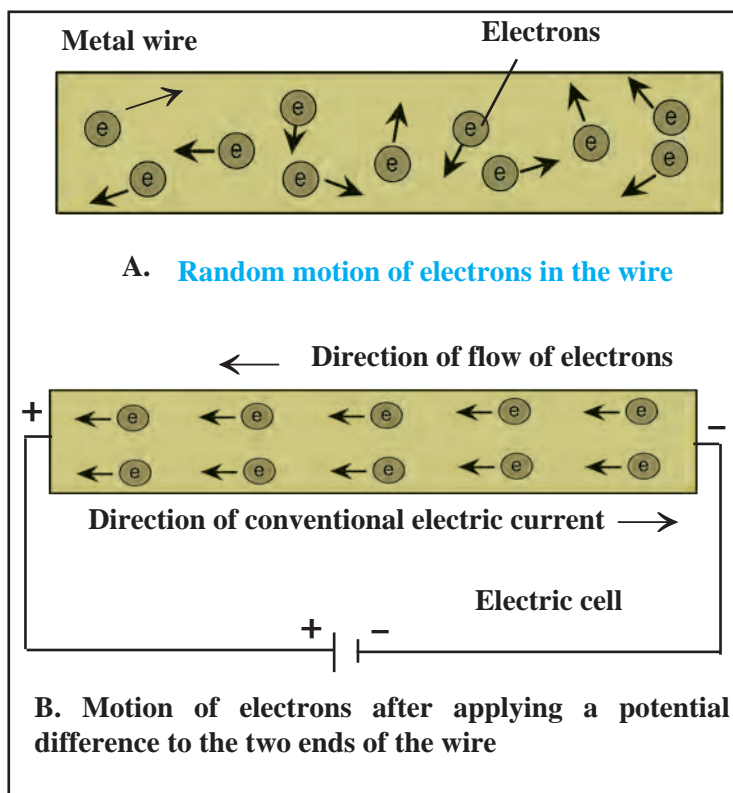 Metal wire
Electrons
e
e
e
e
e
e
e
e
e
e
e
A. Random motion of electrons in the wire
Direction of flow of electrons
+
−
e e e e e
e e e e e
Direction of conventional electric current
Electric cell
+ −
B. Motion of electrons after applying a potential
difference to the two ends of the wire